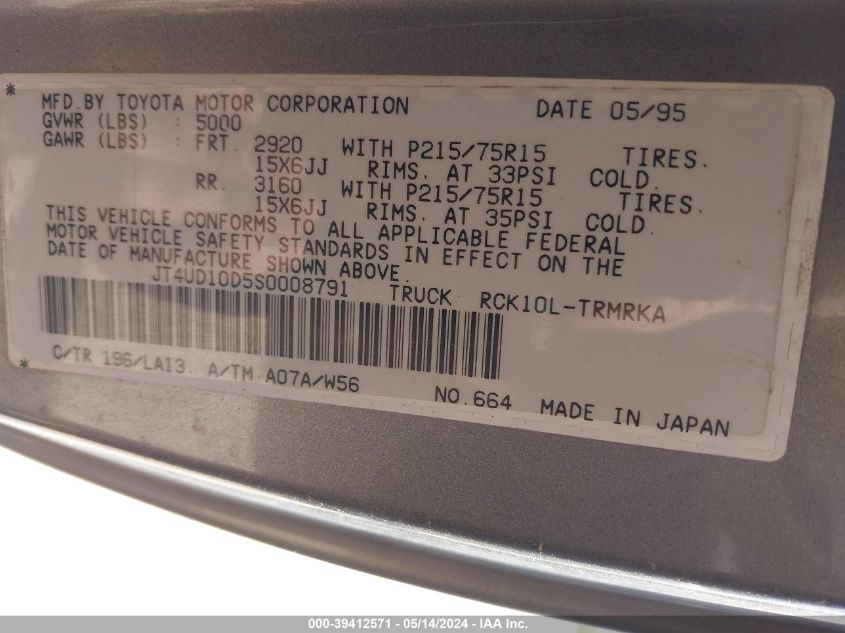 *
MFD.BY TOYOTA MOTOR CORPORATION DATE 05/95
GVWR (LBS) : 5000
GAWR (LBS) : FRT. 2920 WITH P215/75R15 TIRES.
15X6JJ RIMS. AT 33PSI COLD.
RR. 3160 WITH P215/75R15 TIRES.
15X6JJ RIMS. AT 35PSI COLD.
THIS VEHICLE CONFORMS TO ALL APPLICABLE FEDERAL
MOTOR VEHICLE SAFETY STANDARDS IN EFFECT ON THE
DATE OF MANUFACTURE SHOWN ABOVE.
JT4UD10D5S0008791 TRUCK RCK10L-TRMRKA
C/TR 196/LA13. A/TM A07A/W56
*
NO.664 MADE IN JAPAN
000-39412571 — 05/14/2024 — IAA Inc.